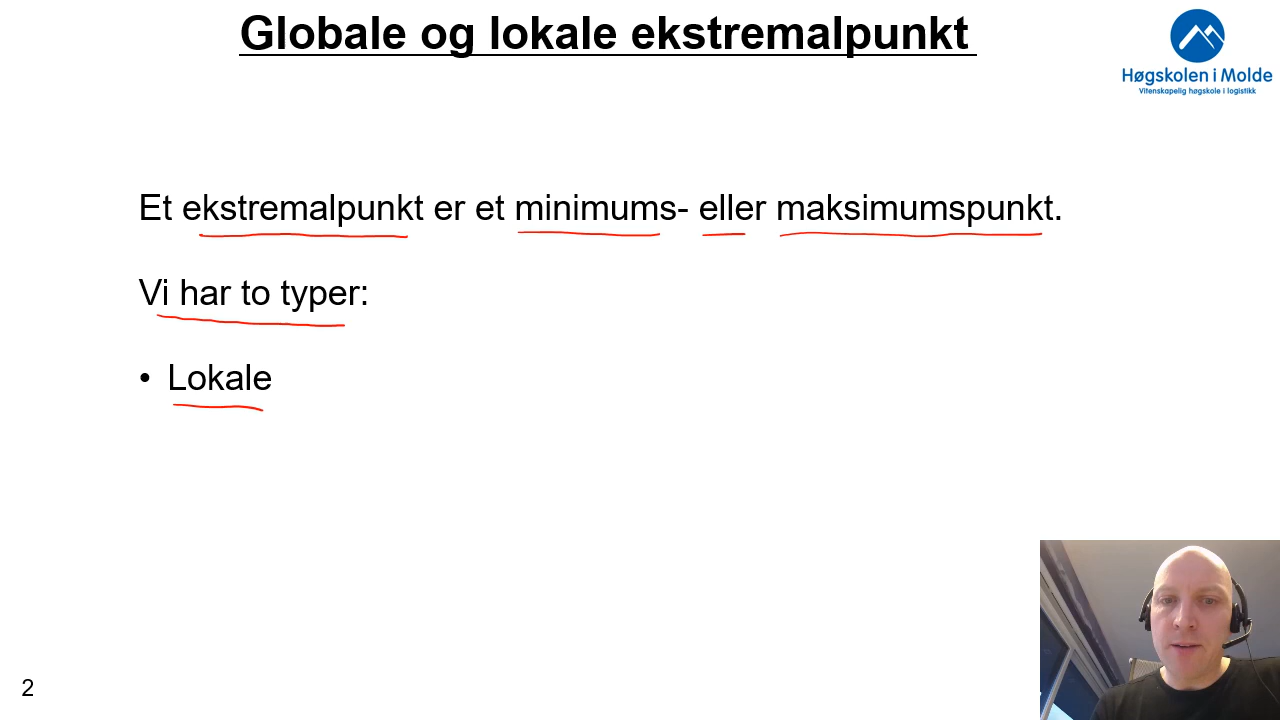 Globale og lokale ekstremalpunkt
Høgskolen i Molde
Vitenskapelig høgskole i logistikk
Et ekstremalpunkt er et minimums- eller maksimumspunkt.
Vi har to typer:
• Lokale
2